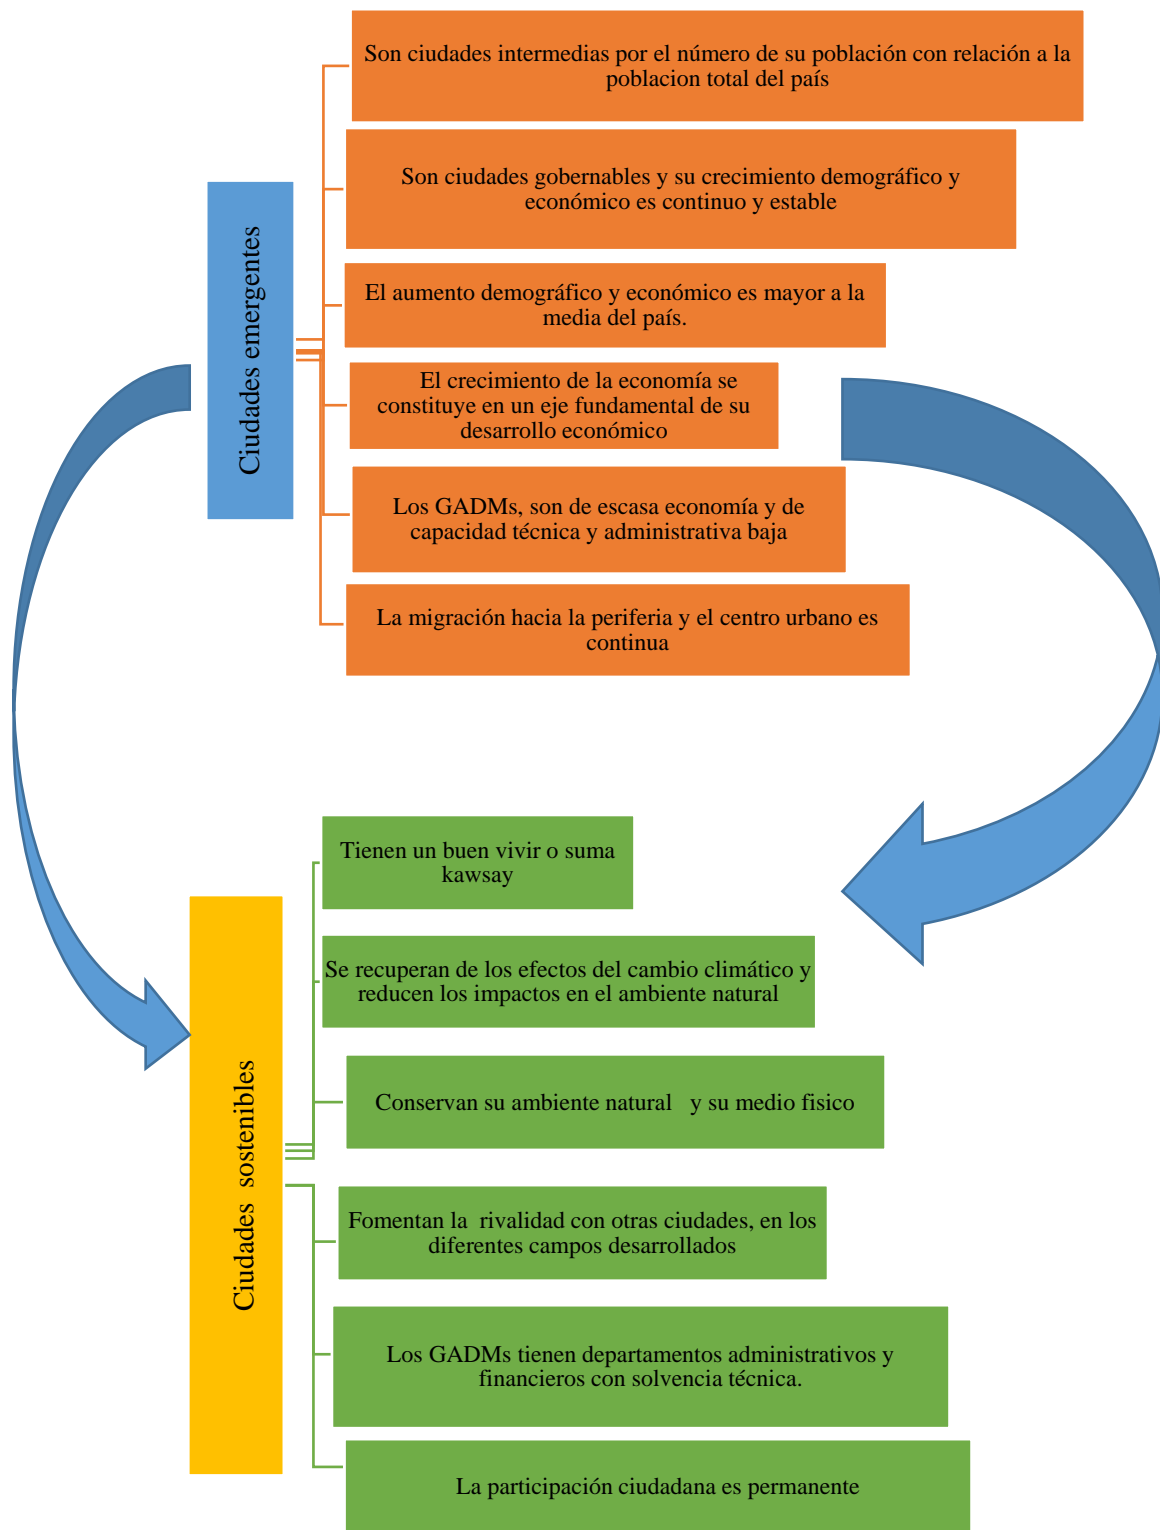 Son ciudades intermedias por el número de su población con relación a la
poblacion total del país
Son ciudades gobernables y su crecimiento demográfico y
económico es continuo y estable
Ciudades emergentes
El aumento demográfico y económico es mayor a la
media del país.
El crecimiento de la economía se
constituye en un eje fundamental de su
desarrollo económico
Los GADMs, son de escasa economía y de
capacidad técnica y administrativa baja
La migración hacia la periferia y el centro urbano es
continua
Tienen un buen vivir o suma
kawsay
Se recuperan de los efectos del cambio climático y
reducen los impactos en el ambiente natural
Conservan su ambiente natural   y su medio fisico
Ciudades  sostenibles
Fomentan la  rivalidad con otras ciudades, en los
diferentes campos desarrollados
Los GADMs tienen departamentos administrativos y
financieros con solvencia técnica.
La participación ciudadana es permanente